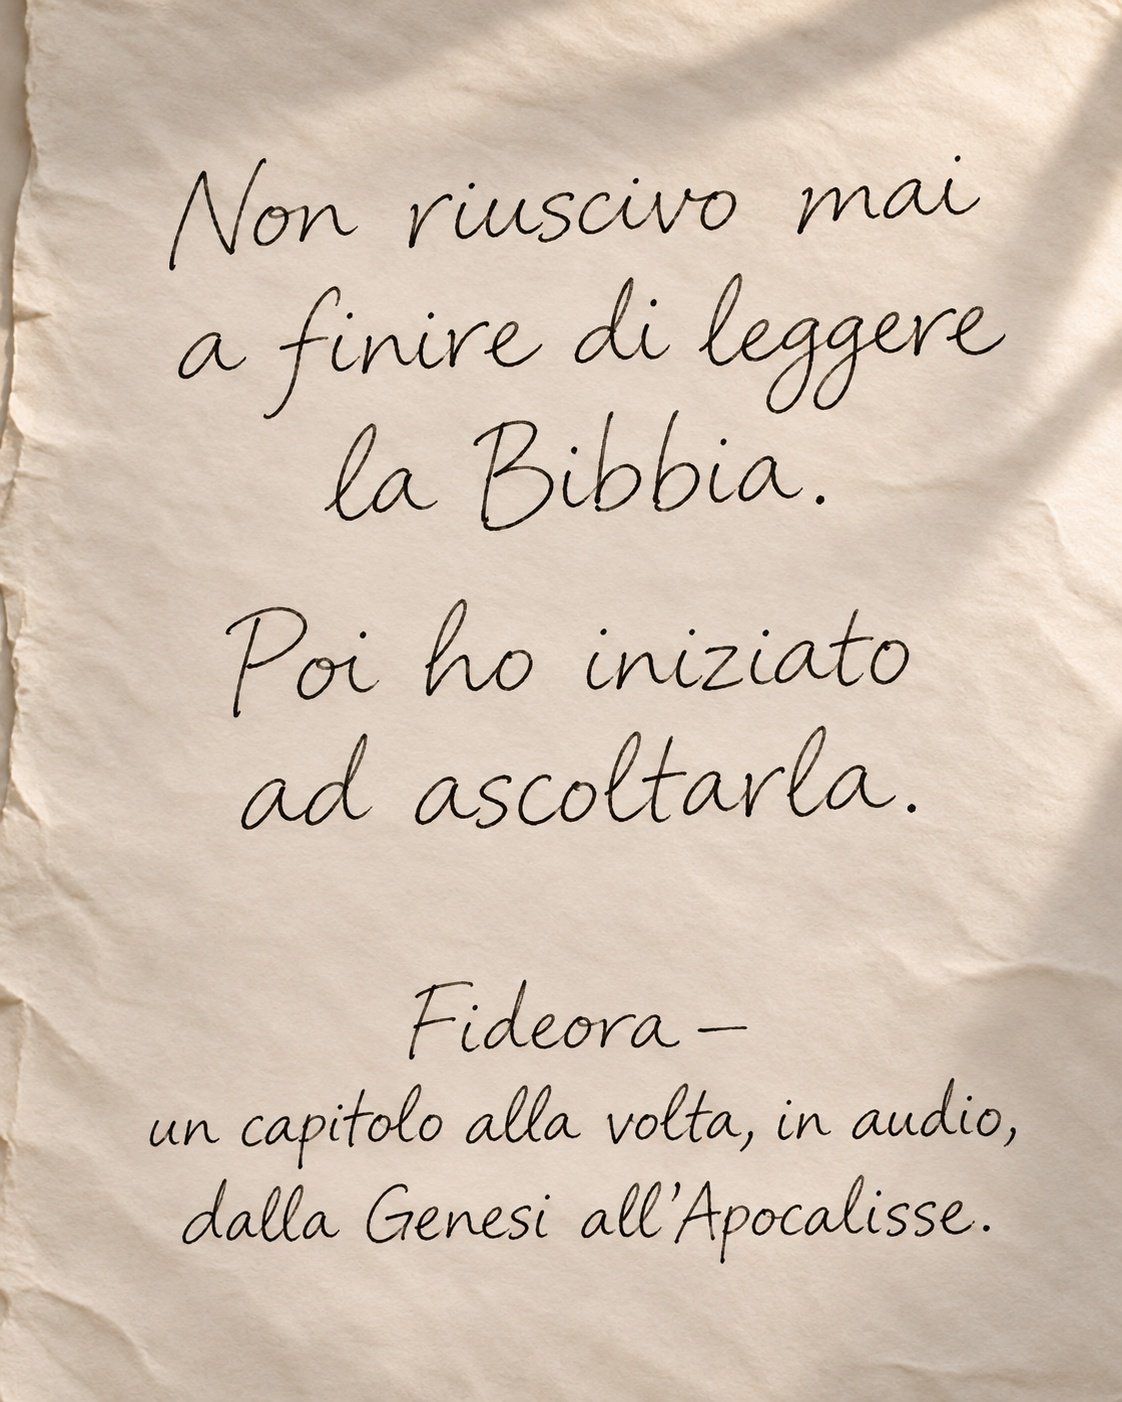 Non riuscivo mai
a finire di leggere
la Bibbia.
Poi ho iniziato
ad ascoltarla.
Fideora –
un capitolo alla volta, in audio,
dalla Genesi all'Apocalisse.